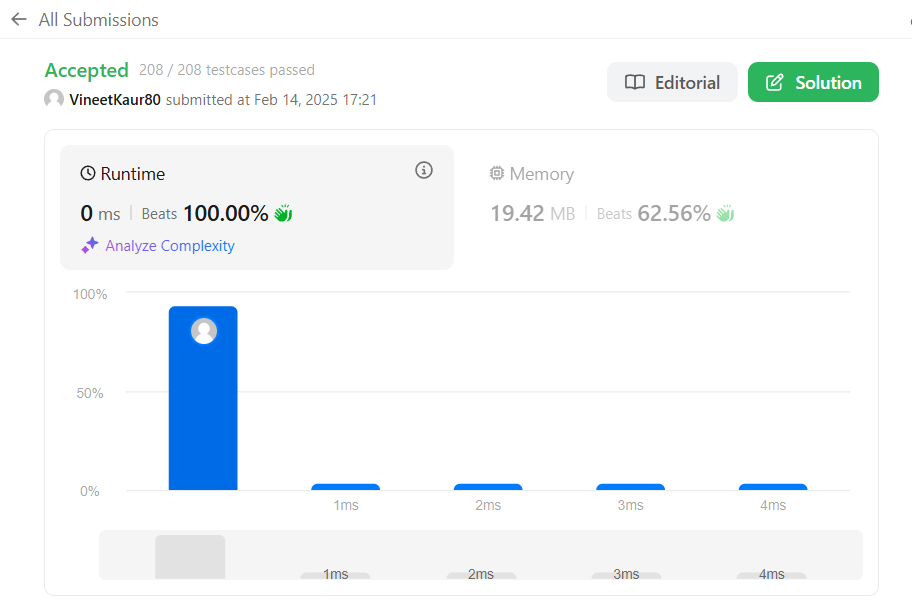 All Submissions
Accepted 208 / 208 testcases passed
VineetKaur80 submitted at Feb 14, 2025 17:21
Editorial
Solution
Runtime
0 ms | Beats 100.00%
Analyze Complexity
Memory
19.42 MB | Beats 62.56%
100%
50%
0%
1ms 2ms 3ms 4ms
1ms 2ms 3ms 4ms